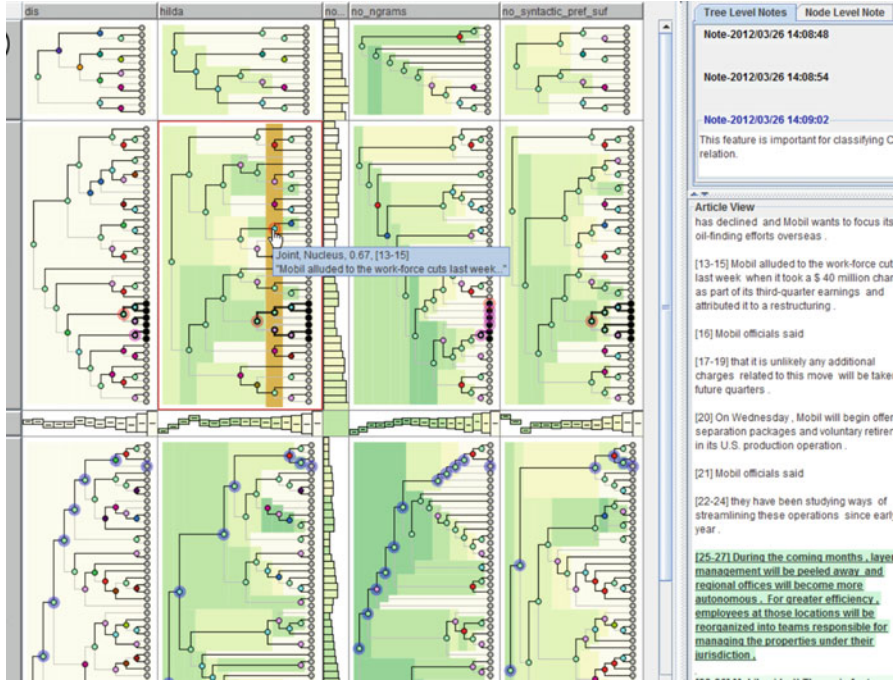 dis
hilda
no...
no_ngrams
no_syntactic_pref_suf
Joint, Nucleus, 0.67, [13-15]
"Mobil alluded to the work-force cuts last week..."
Tree Level Notes
Node Level Note
Note-2012/03/26 14:08:48
Note-2012/03/26 14:08:54
Note-2012/03/26 14:09:02
This feature is important for classifying C
relation.
Article View
has declined and Mobil wants to focus its
oil-finding efforts overseas .
[13-15] Mobil alluded to the work-force cut
last week when it took a $ 40 million char
as part of its third-quarter earnings and
attributed it to a restructuring .
[16] Mobil officials said
[17-19] that it is unlikely any additional
charges related to this move will be taken
future quarters .
[20] On Wednesday , Mobil will begin offer
separation packages and voluntary retirem
in its U.S. production operation .
[21] Mobil officials said
[22-24] they have been studying ways of
streamlining these operations since early
year .
[25-27] During the coming months , layer
management will be peeled away and
regional offices will become more
autonomous . For greater efficiency ,
employees at those locations will be
reorganized into teams responsible for
managing the properties under their
jurisdiction .